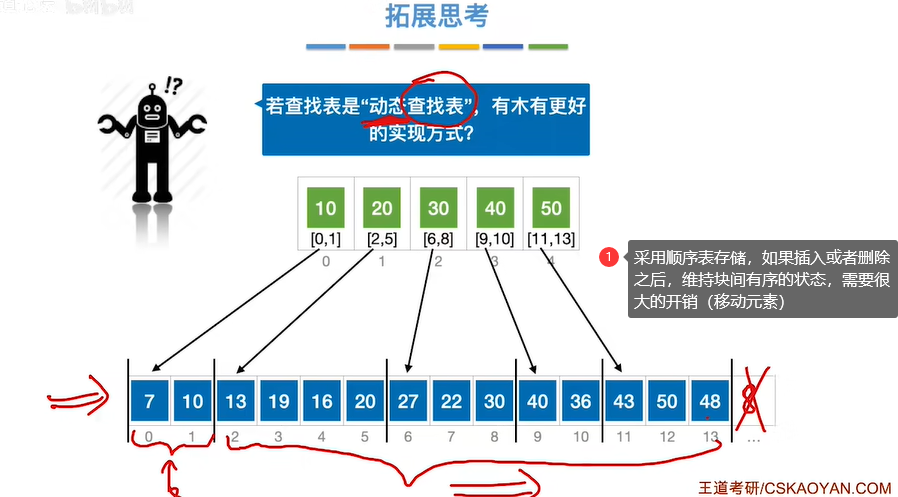 拓展思考
!?
若查找表是“动态查找表”，有木有更好
的实现方式?
10 20 30 40 50
[0,1] [2,5] [6,8] [9,10] [11,13]
0 1 2 3 4
1
采用顺序表存储，如果插入或者删除
之后，维持块间有序的状态，需要很
大的开销（移动元素）
7 10 13 19 16 20 27 22 30 40 36 43 50 48 8
0 1 2 3 4 5 6 7 8 9 10 11 12 13 ...
王道考研/CSKAOYAN.COM